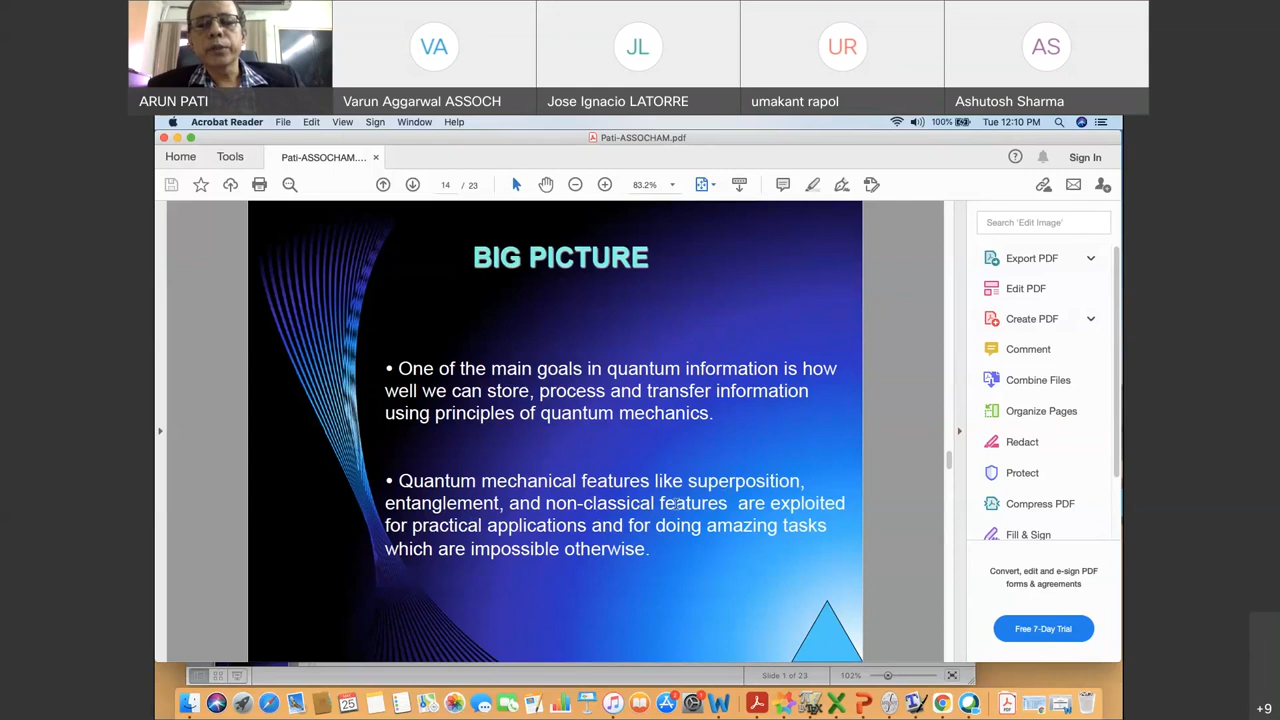 VA
JL
UR
AS
ARUN PATI
Varun Aggarwal ASSOCH
Jose Ignacio LATORRE
umakant rapol
Ashutosh Sharma
Acrobat Reader File Edit View Sign Window Help
100% Tue 12:10 PM
Pati-ASSOCHAM.pdf
Home Tools Pati-ASSOCHAM.... × Sign In
14 / 23 83.2%
Search 'Edit Image'
BIG PICTURE
• One of the main goals in quantum information is how
well we can store, process and transfer information
using principles of quantum mechanics.
• Quantum mechanical features like superposition,
entanglement, and non-classical features are exploited
for practical applications and for doing amazing tasks
which are impossible otherwise.
Export PDF
Edit PDF
Create PDF
Comment
Combine Files
Organize Pages
Redact
Protect
Compress PDF
Fill & Sign
Convert, edit and e-sign PDF
forms & agreements
Free 7-Day Trial
Slide 1 of 23 102%
25
+9